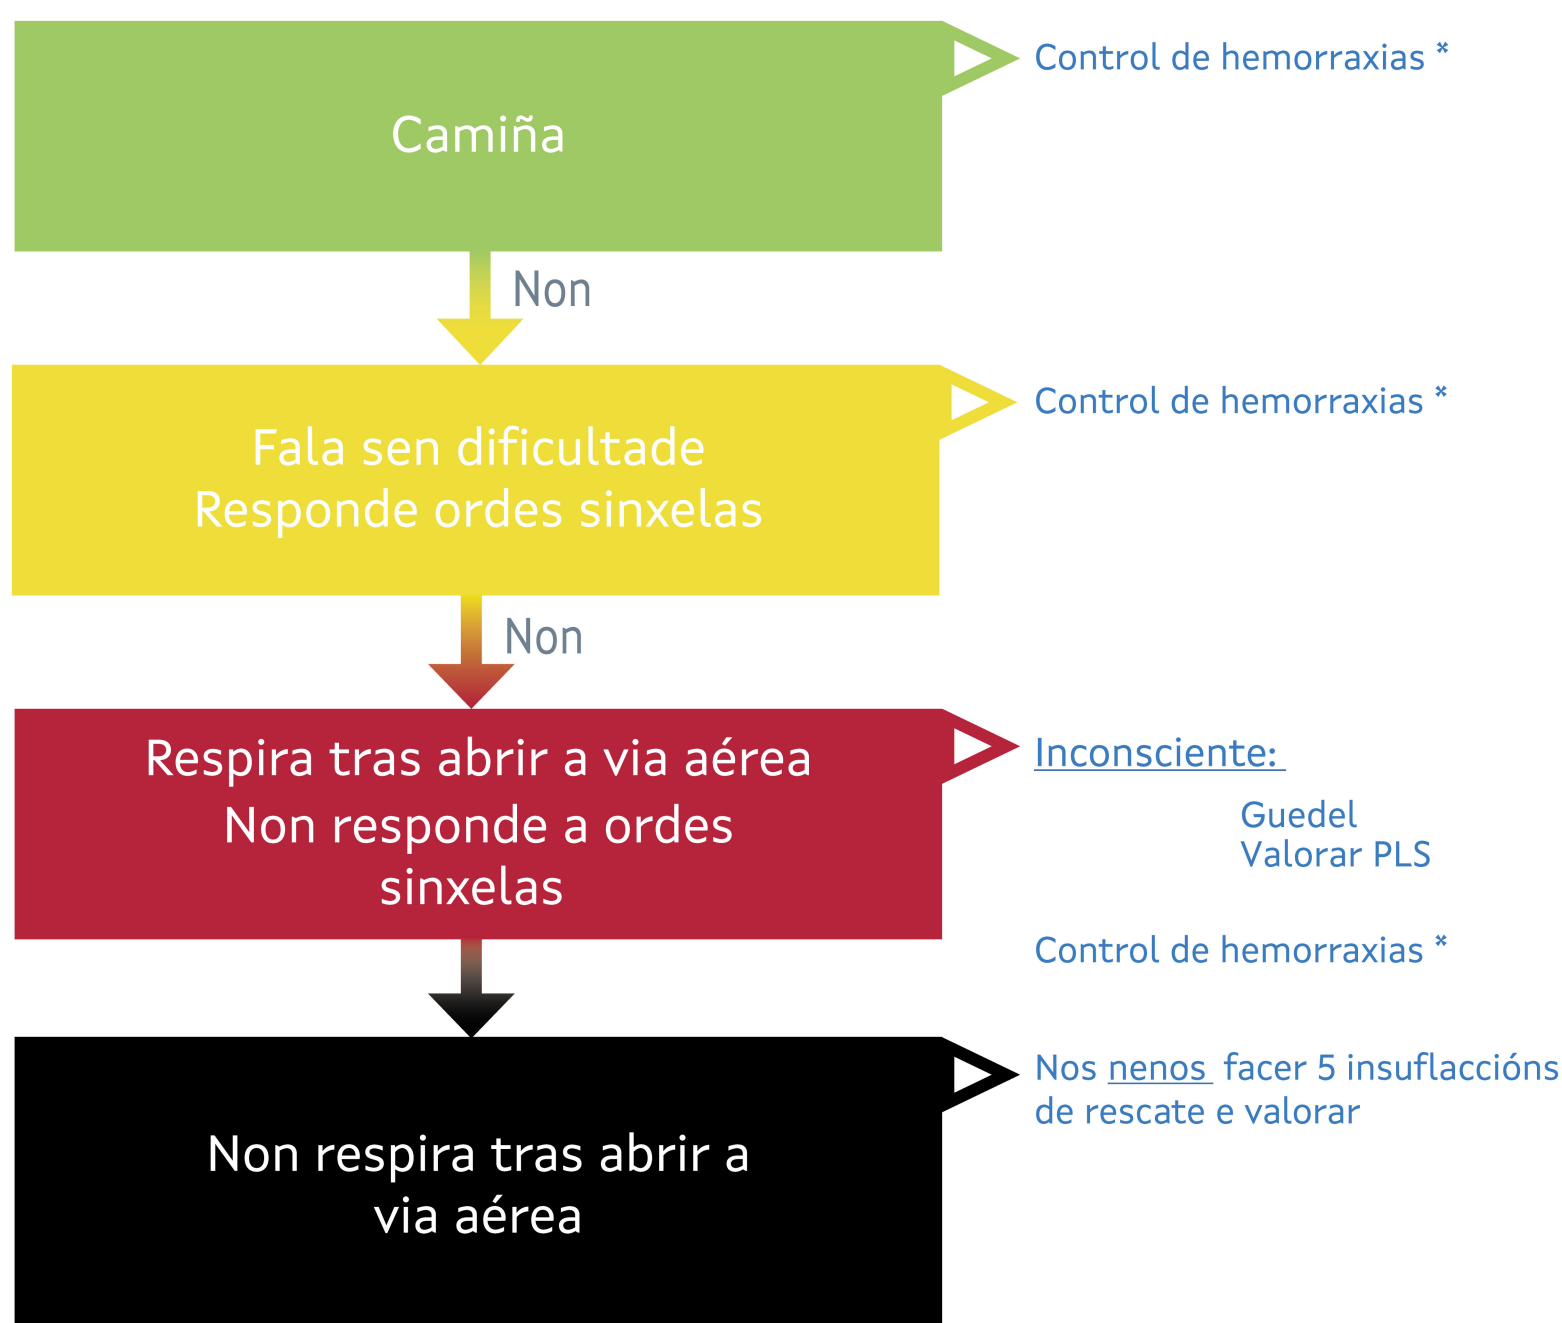 Camiña
Control de hemorraxias *
Non
Fala sen dificultade
Responde ordes sinxelas
Control de hemorraxias *
Non
Respira tras abrir a via aérea
Non responde a ordes
sinxelas
Inconsciente:
Guedel
Valorar PLS
Control de hemorraxias *
Non respira tras abrir a
via aérea
Nos nenos facer 5 insuflaccións
de rescate e valorar